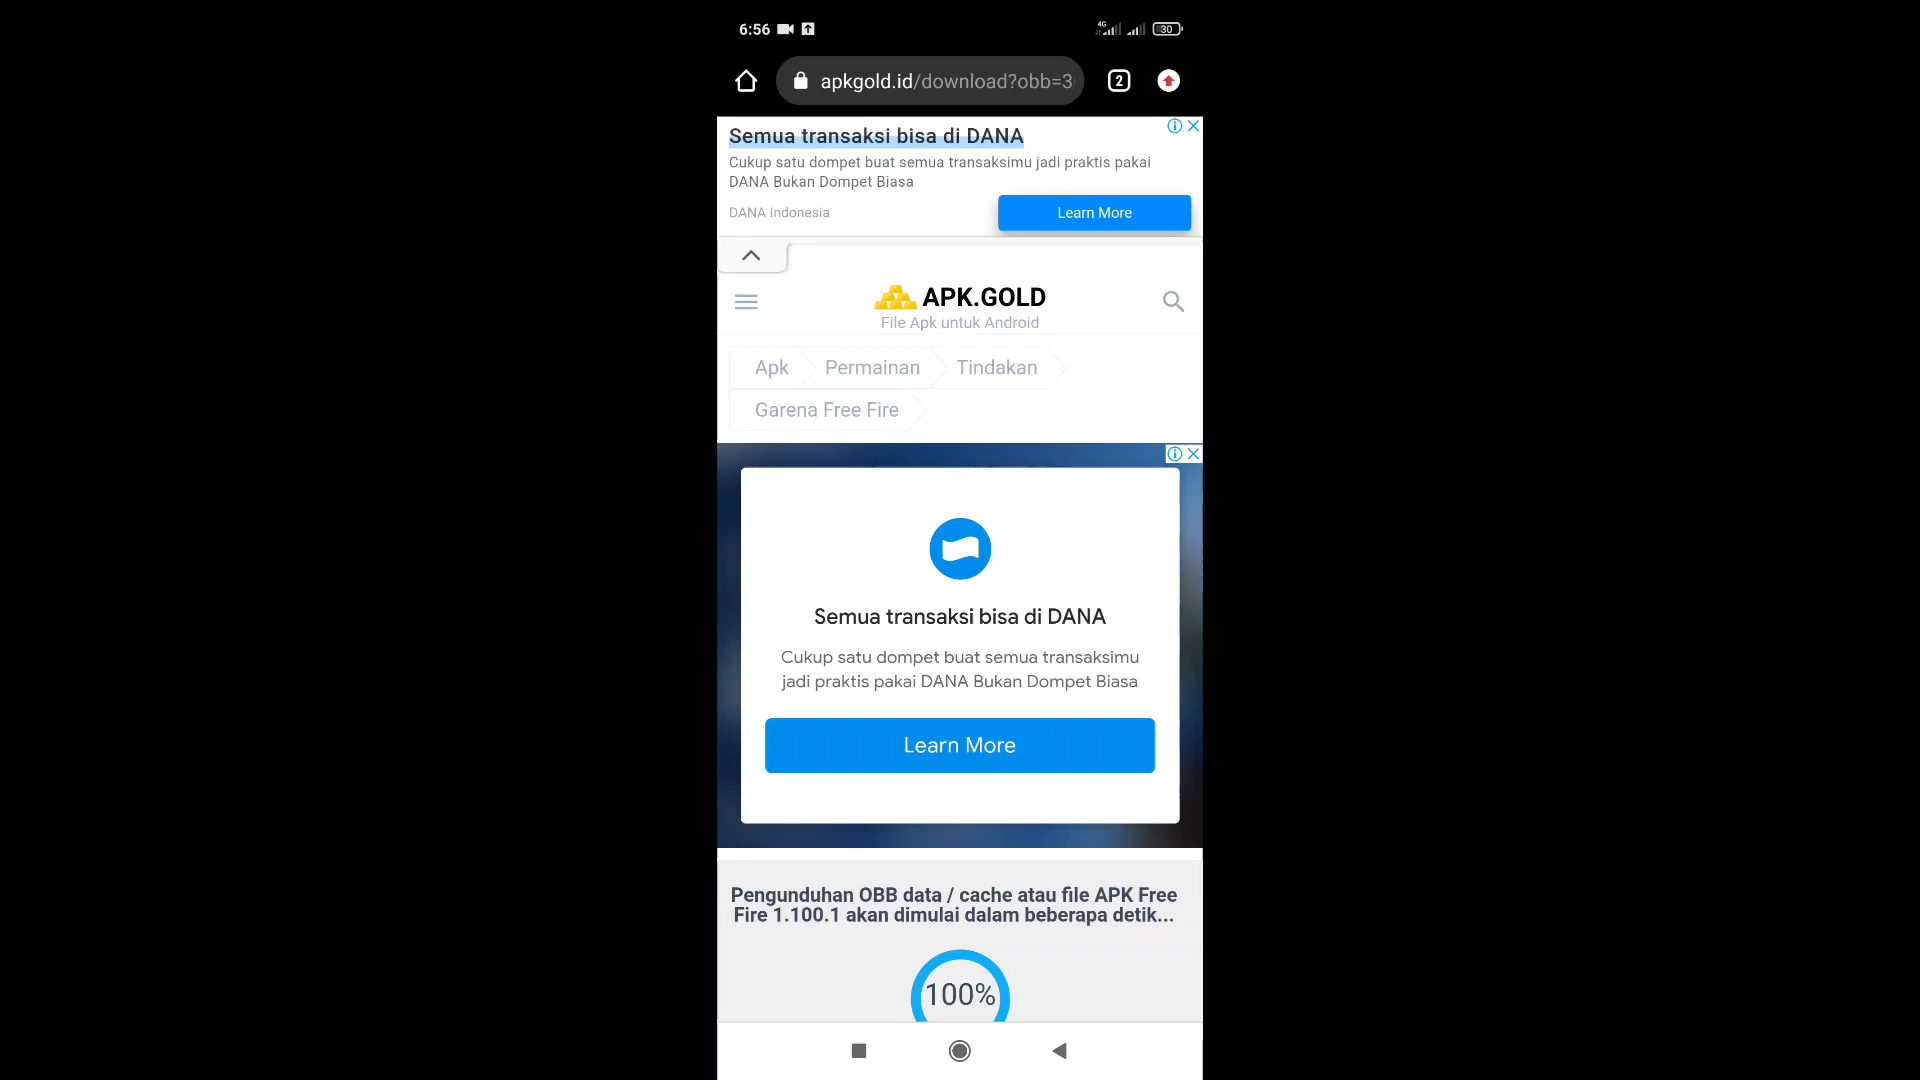 6:56
4G
30
apkgold.id/download?obb=3
2
Semua transaksi bisa di DANA
Cukup satu dompet buat semua transaksimu jadi praktis pakai
DANA Bukan Dompet Biasa
DANA Indonesia
Learn More
APK.GOLD
File Apk untuk Android
Apk
Permainan
Tindakan
Garena Free Fire
Semua transaksi bisa di DANA
Cukup satu dompet buat semua transaksimu
jadi praktis pakai DANA Bukan Dompet Biasa
Learn More
Pengunduhan OBB data / cache atau file APK Free
Fire 1.100.1 akan dimulai dalam beberapa detik...
100%